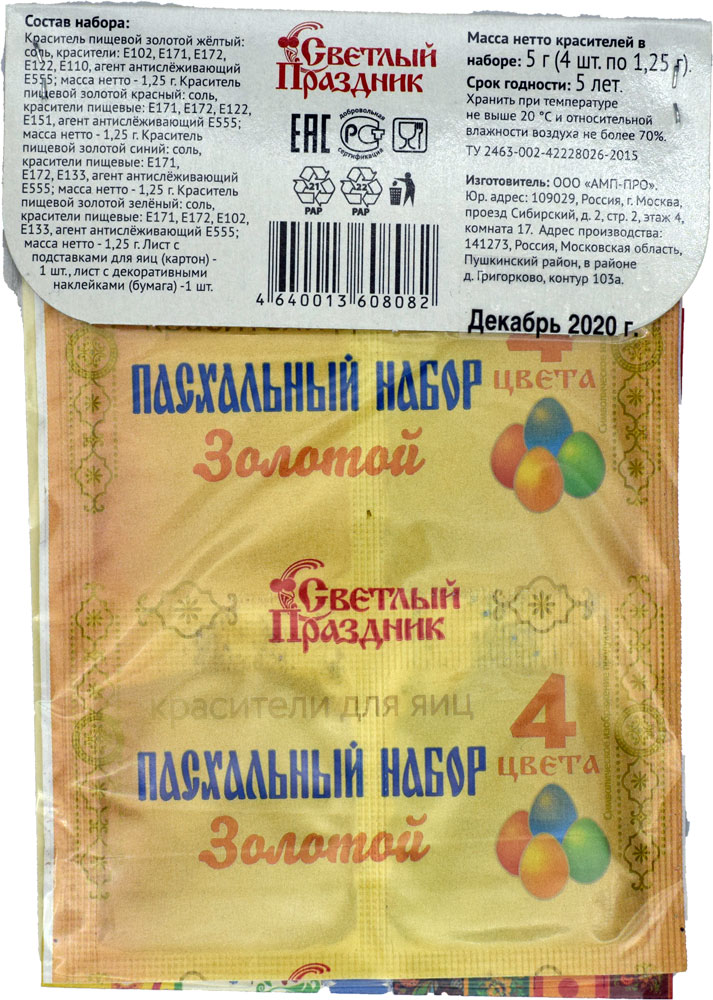 Состав набора:
Краситель пищевой золотой жёлтый:
соль, красители: Е102, Е171, Е172,
Е122, Е110, агент антислёживающий
Е555; масса нетто - 1,25 г. Краситель
пищевой золотой красный: соль,
красители пищевые: Е171, Е172, Е122,
Е151, агент антислёживающий Е555;
масса нетто - 1,25 г. Краситель
пищевой золотой синий: соль,
красители пищевые: Е171,
Е172, Е133, агент антислёживающий
Е555; масса нетто - 1,25 г. Краситель
пищевой золотой зелёный: соль,
красители пищевые: Е171, Е172, Е102,
Е133, агент антислёживающий Е555;
масса нетто - 1,25 г. Лист с
подставками для яиц (картон) -
1 шт., лист с декоративными
наклейками (бумага) -1 шт.
Светлый
Праздник
ЕАС
добровольная
РСТ
сертификация
21
PAP
22
PAP
4 640013 608082
Масса нетто красителей в
наборе: 5 г (4 шт. по 1,25 г).
Срок годности: 5 лет.
Хранить при температуре
не выше 20 °С и относительной
влажности воздуха не более 70%.
ТУ 2463-002-42228026-2015
Изготовитель: ООО «АМП-ПРО».
Юр. адрес: 109029, Россия, г. Москва,
проезд Сибирский, д. 2, стр. 2, этаж 4,
комната 17. Адрес производства:
141273, Россия, Московская область,
Пушкинский район, в районе
д. Григорково, контур 103а.
Декабрь 2020 г.
4
ЦВЕТА
ПАСХАЛЬНЫЙ НАБОР
Золотой
Светлый
Праздник
красители для яиц
4
ЦВЕТА
ПАСХАЛЬНЫЙ НАБОР
Золотой